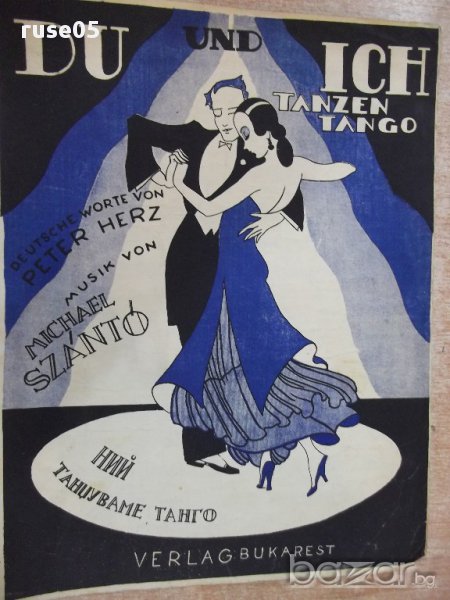 ruse05
DU UND ICH
TANZEN
TANGO
DEUTSCHE WORTE VON
PETER HERZ
MUSIK VON
MICHAEL
SZÁNTÓ
НИЙ
ТАНЦУВАМЕ ТАНГО
VERLAG BUKAREST
bazar.bg